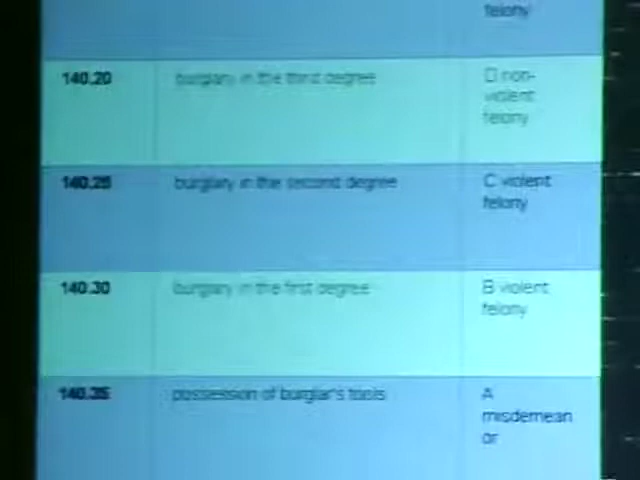 felony
140.20 burglary in the third degree D non-
violent
felony
140.25 burglary in the second degree C violent
felony
140.30 burglary in the first degree B violent
felony
140.35 possession of burglar's tools A
misdemean
or